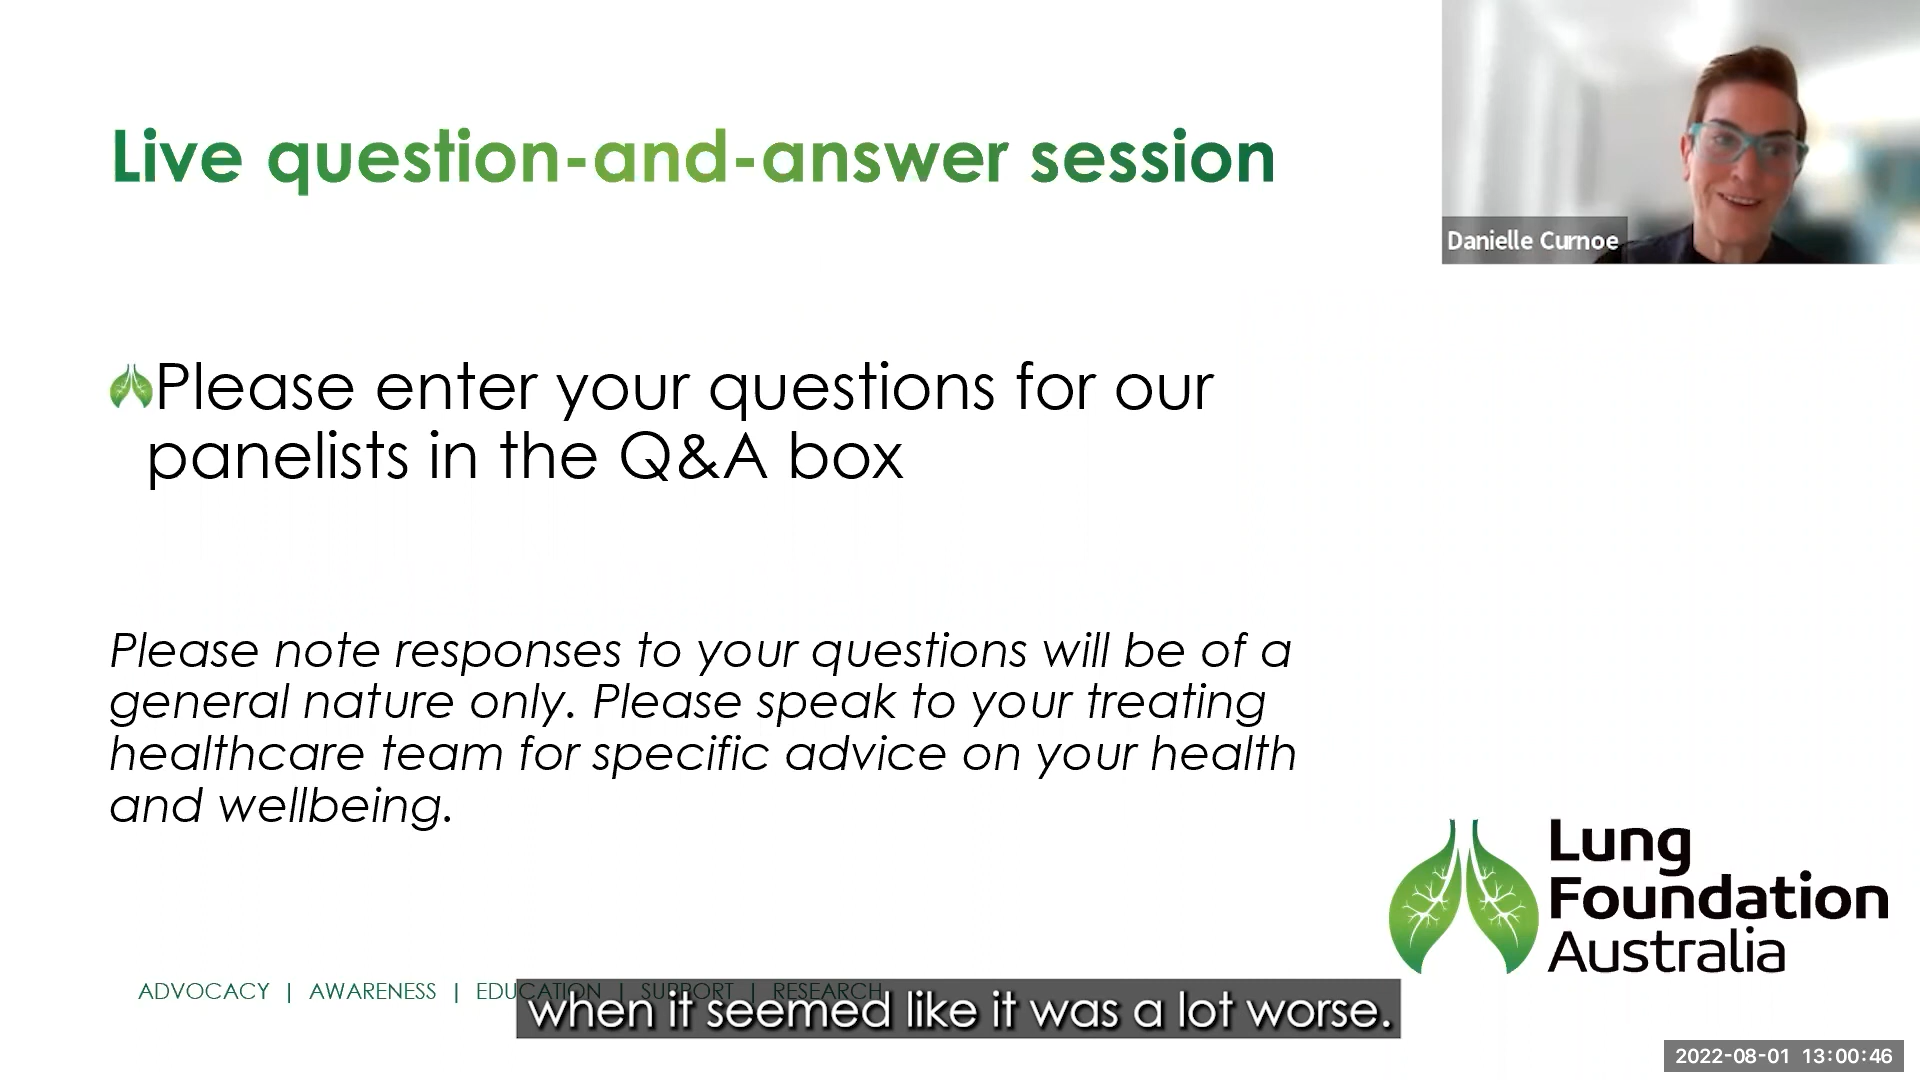 Live question-and-answer session
Danielle Curnoe
Please enter your questions for our
panelists in the Q&A box
Please note responses to your questions will be of a
general nature only. Please speak to your treating
healthcare team for specific advice on your health
and wellbeing.
Lung
Foundation
Australia
ADVOCACY | AWARENESS | EDUCATION | SUPPORT | RESEARCH
when it seemed like it was a lot worse.
2022-08-01 13:00:46